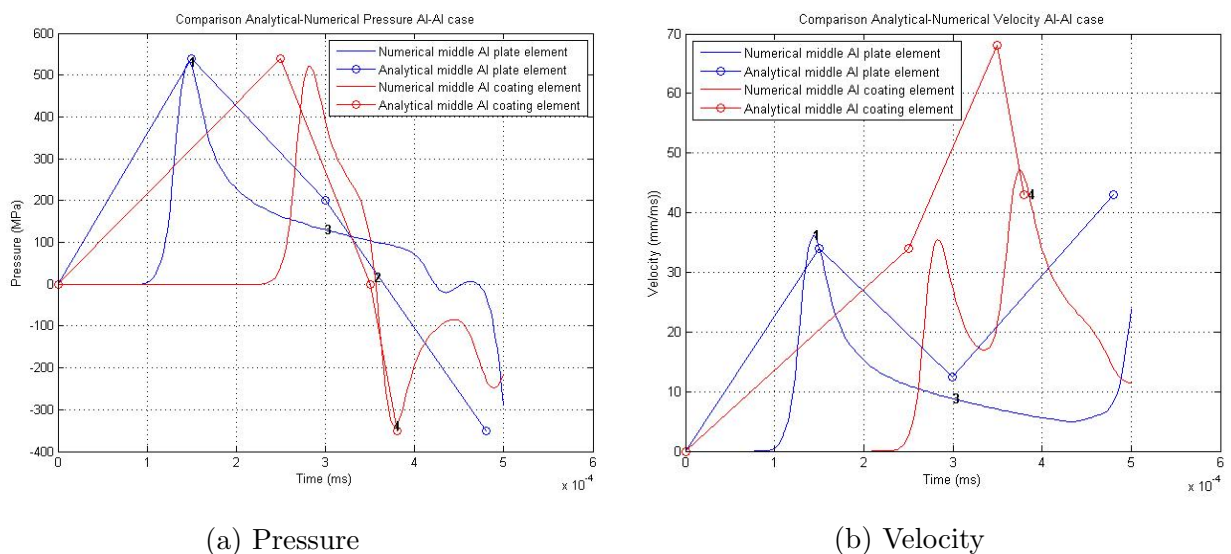 Comparison Analytical-Numerical Pressure Al-Al case
600
500
400
300
200
100
0
-100
-200
-300
-400
Pressure (MPa)
Numerical middle Al plate element
Analytical middle Al plate element
Numerical middle Al coating element
Analytical middle Al coating element
1
3
2
4
0
1
2
3
4
5
6
Time (ms)
x 10⁻⁴
(a) Pressure
Comparison Analytical-Numerical Velocity Al-Al case
70
60
50
40
30
20
10
0
Velocity (mm/ms))
Numerical middle Al plate element
Analytical middle Al plate element
Numerical middle Al coating element
Analytical middle Al coating element
1
4
3
0
1
2
3
4
5
6
Time (ms)
x 10⁻⁴
(b) Velocity